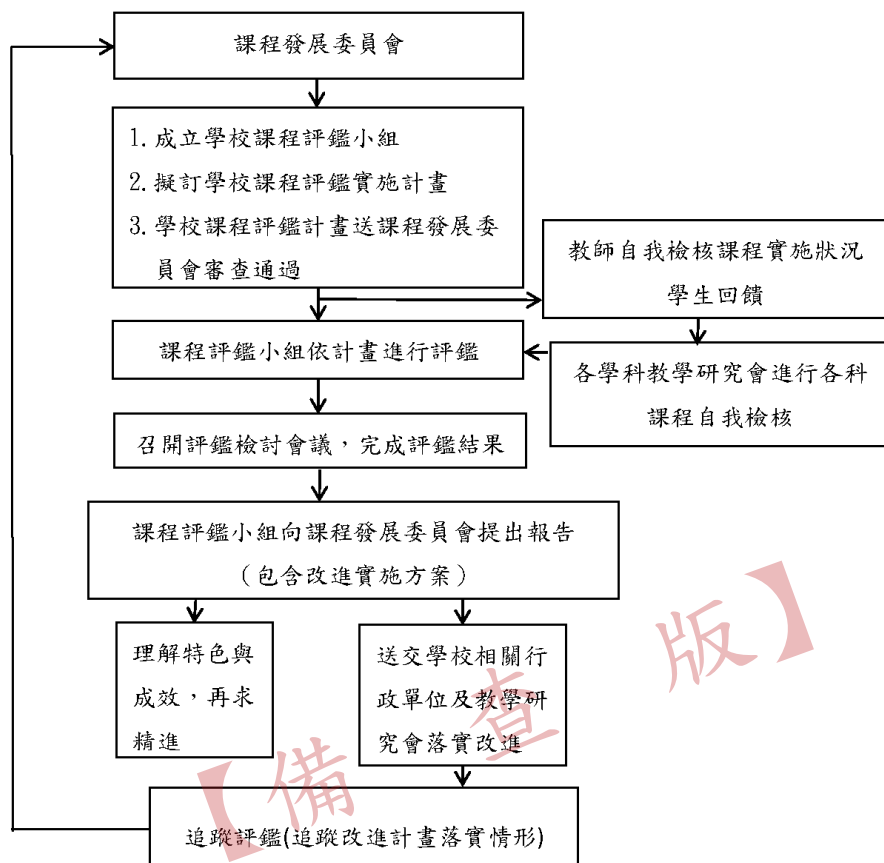 課程發展委員會
1. 成立學校課程評鑑小組
2. 擬訂學校課程評鑑實施計畫
3. 學校課程評鑑計畫送課程發展委
員會審查通過
教師自我檢核課程實施狀況
學生回饋
課程評鑑小組依計畫進行評鑑
各學科教學研究會進行各科
課程自我檢核
召開評鑑檢討會議，完成評鑑結果
課程評鑑小組向課程發展委員會提出報告
（包含改進實施方案）
理解特色與
成效，再求
精進
送交學校相關行
政單位及教學研
究會落實改進
追蹤評鑑(追蹤改進計畫落實情形)
【備查版】